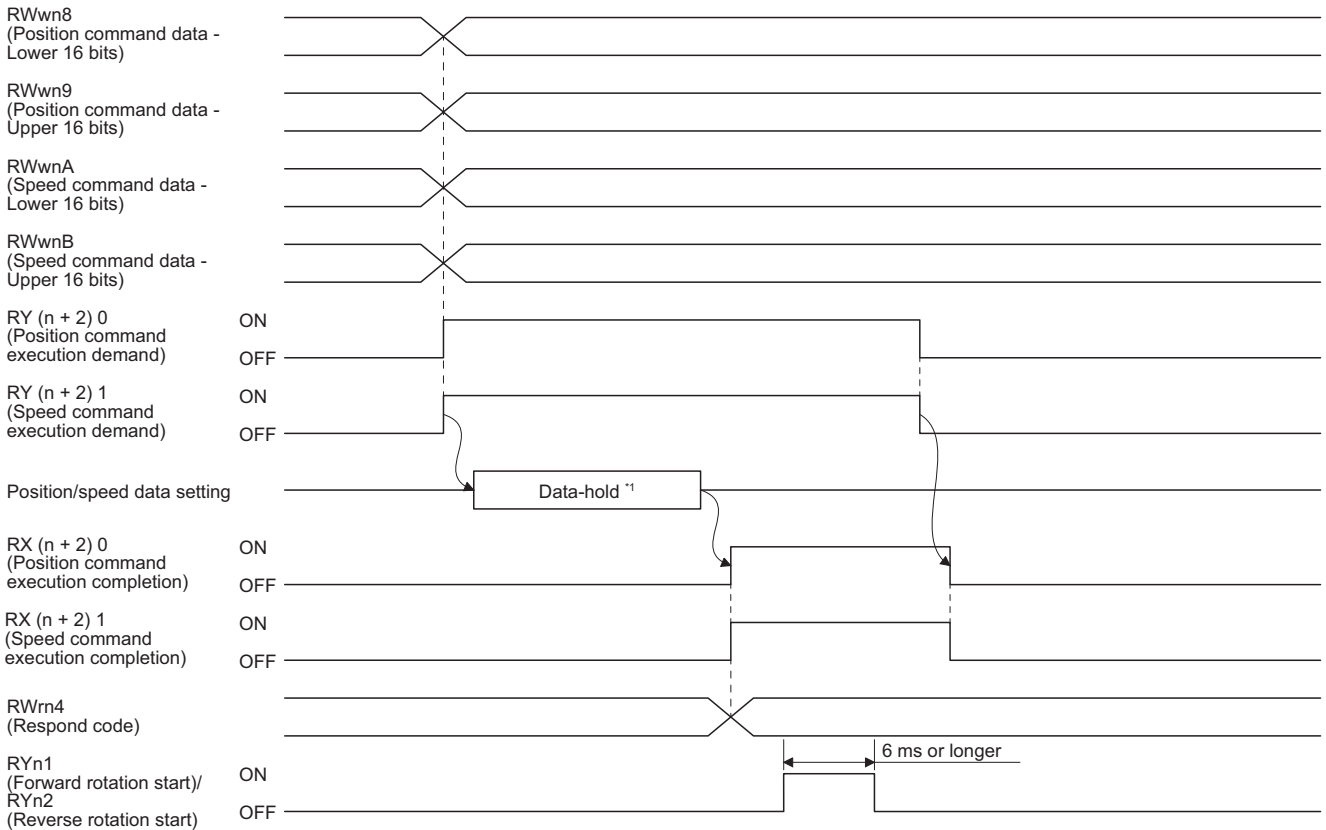 RWwn8
(Position command data -
Lower 16 bits)
RWwn9
(Position command data -
Upper 16 bits)
RWwnA
(Speed command data -
Lower 16 bits)
RWwnB
(Speed command data -
Upper 16 bits)
RY (n + 2) 0
(Position command
execution demand)
ON
OFF
RY (n + 2) 1
(Speed command
execution demand)
ON
OFF
Position/speed data setting
Data-hold *1
RX (n + 2) 0
(Position command
execution completion)
ON
OFF
RX (n + 2) 1
(Speed command
execution completion)
ON
OFF
RWrn4
(Respond code)
6 ms or longer
RYn1
(Forward rotation start)/
RYn2
(Reverse rotation start)
ON
OFF